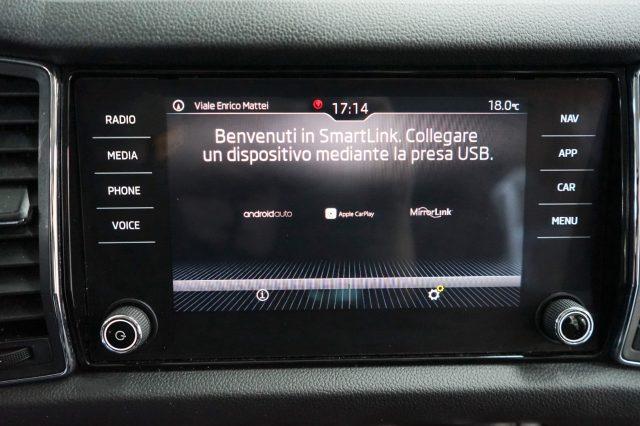 Viale Enrico Mattei 17:14 18.0°C
RADIO
MEDIA
PHONE
VOICE
Benvenuti in SmartLink. Collegare
un dispositivo mediante la presa USB.
androidauto Apple CarPlay MirrorLink
NAV
APP
CAR
MENU